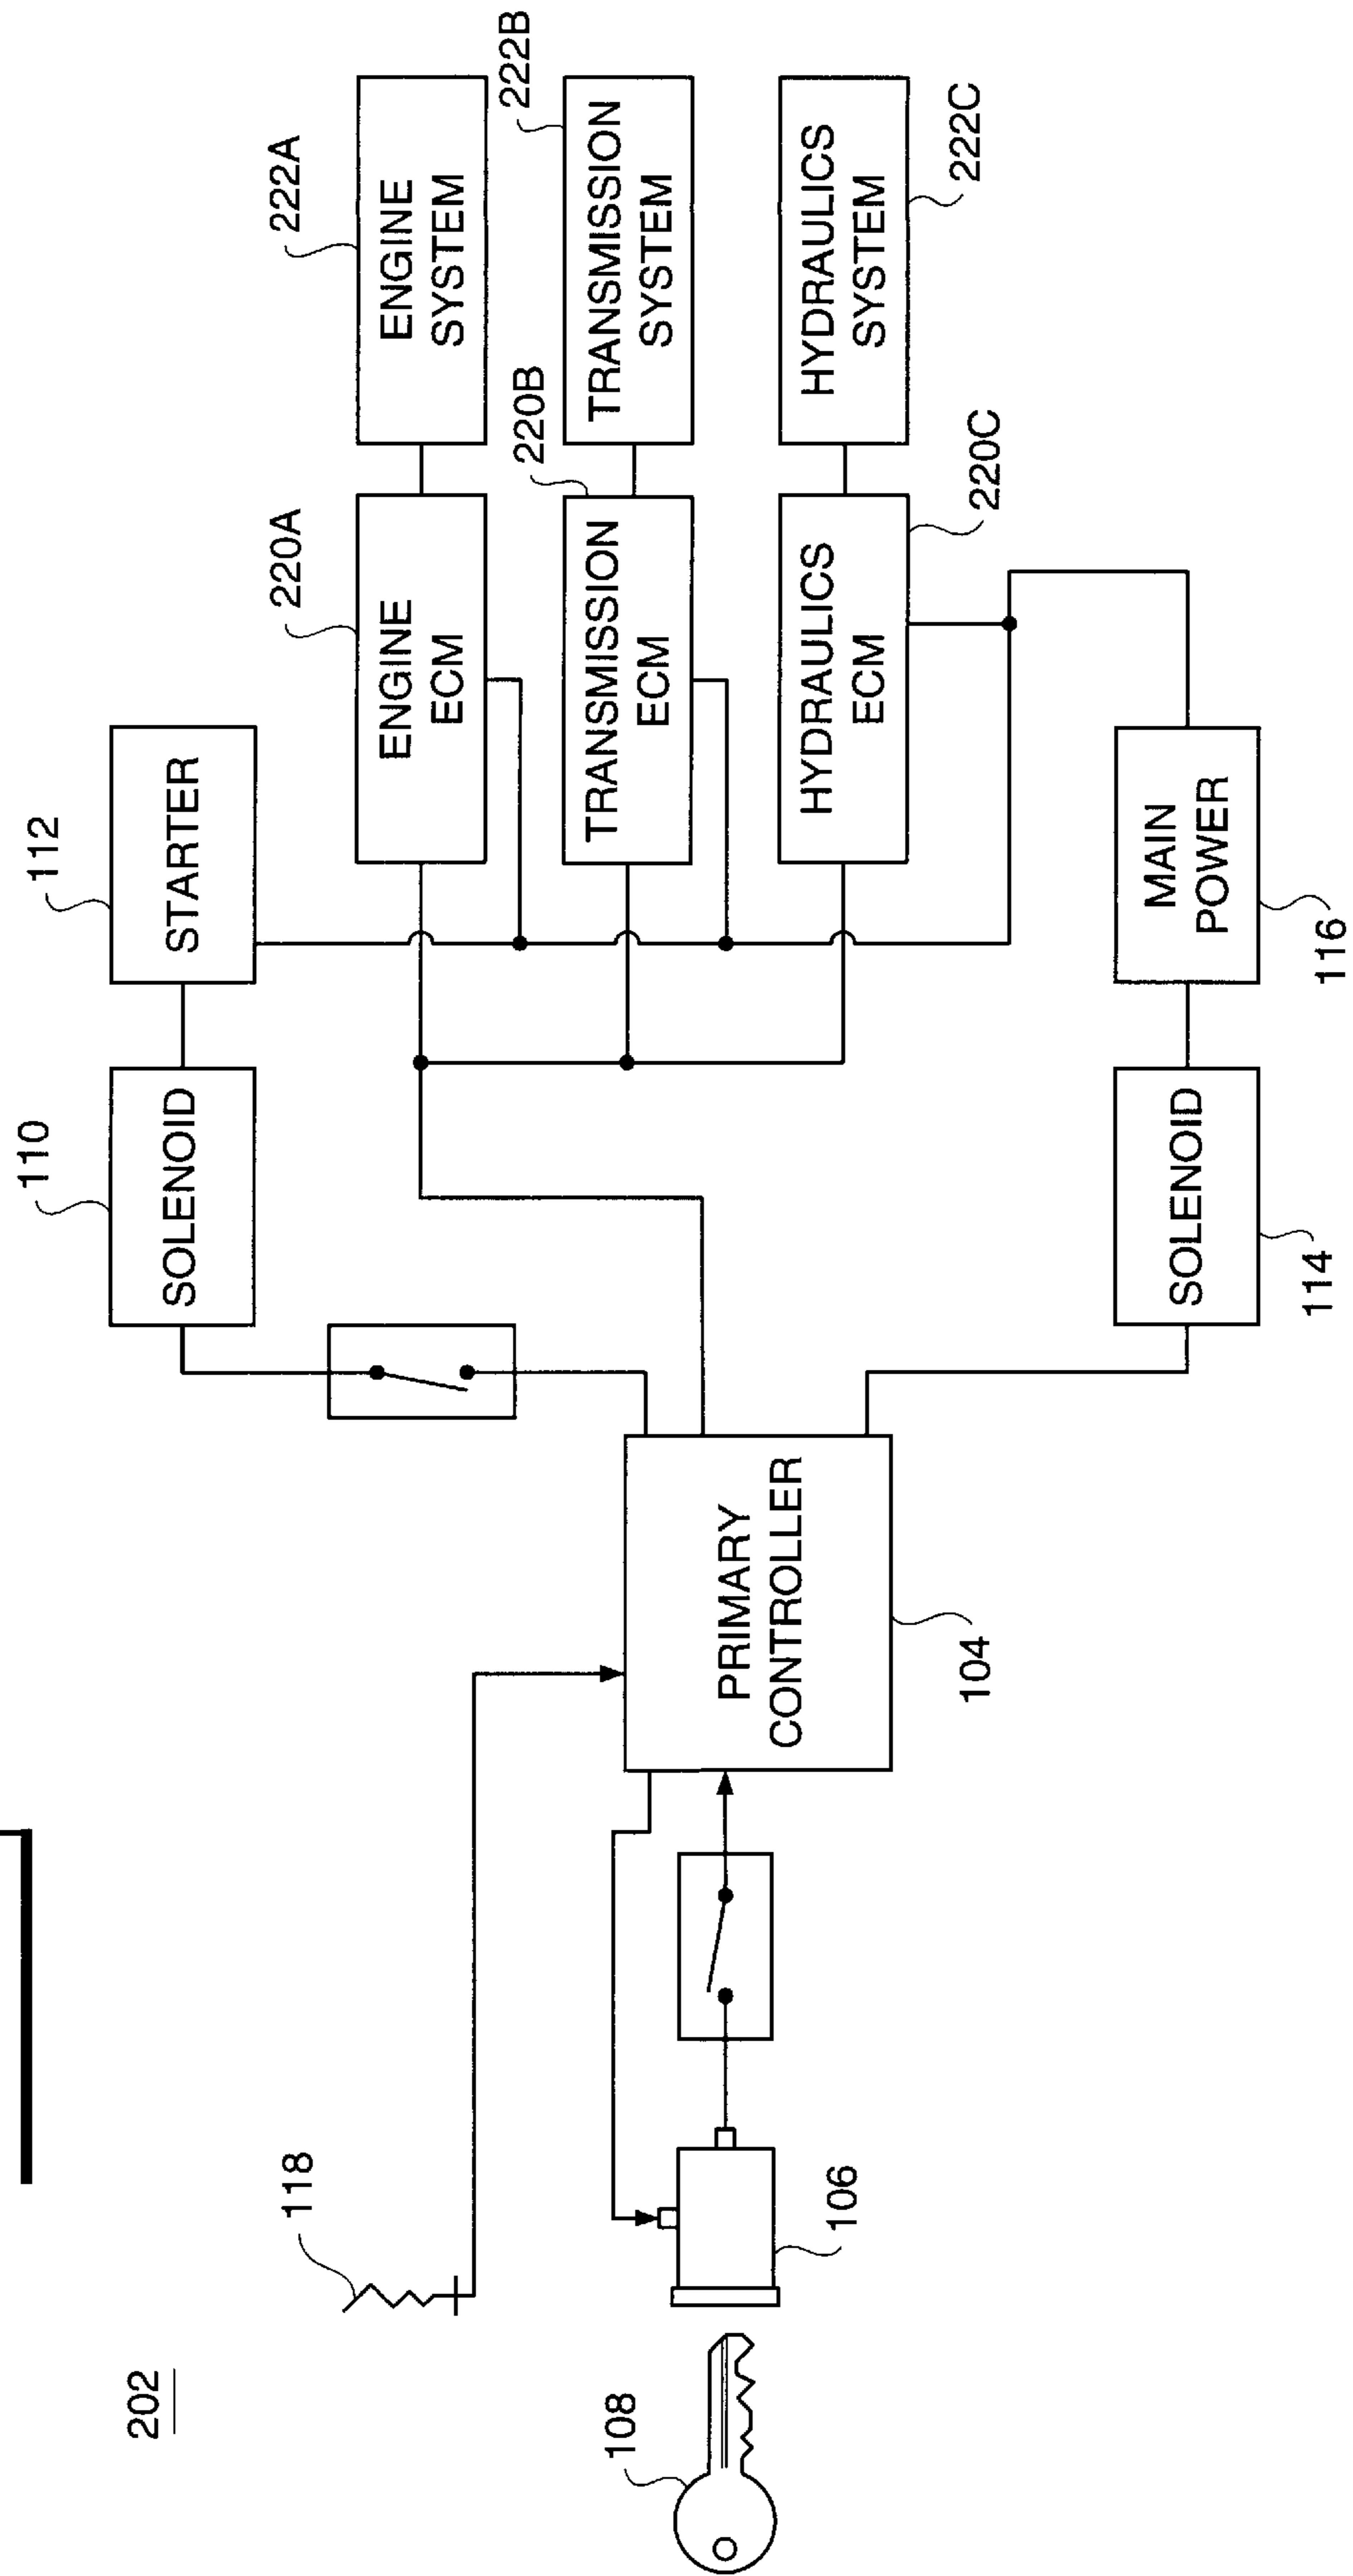 202
108
118
106
PRIMARY
CONTROLLER
104
110
SOLENOID
112
STARTER
220A
ENGINE
ECM
222A
ENGINE
SYSTEM
220B
TRANSMISSION
ECM
222B
TRANSMISSION
SYSTEM
HYDRAULICS
ECM
220C
HYDRAULICS
SYSTEM
222C
SOLENOID
114
MAIN
POWER
116